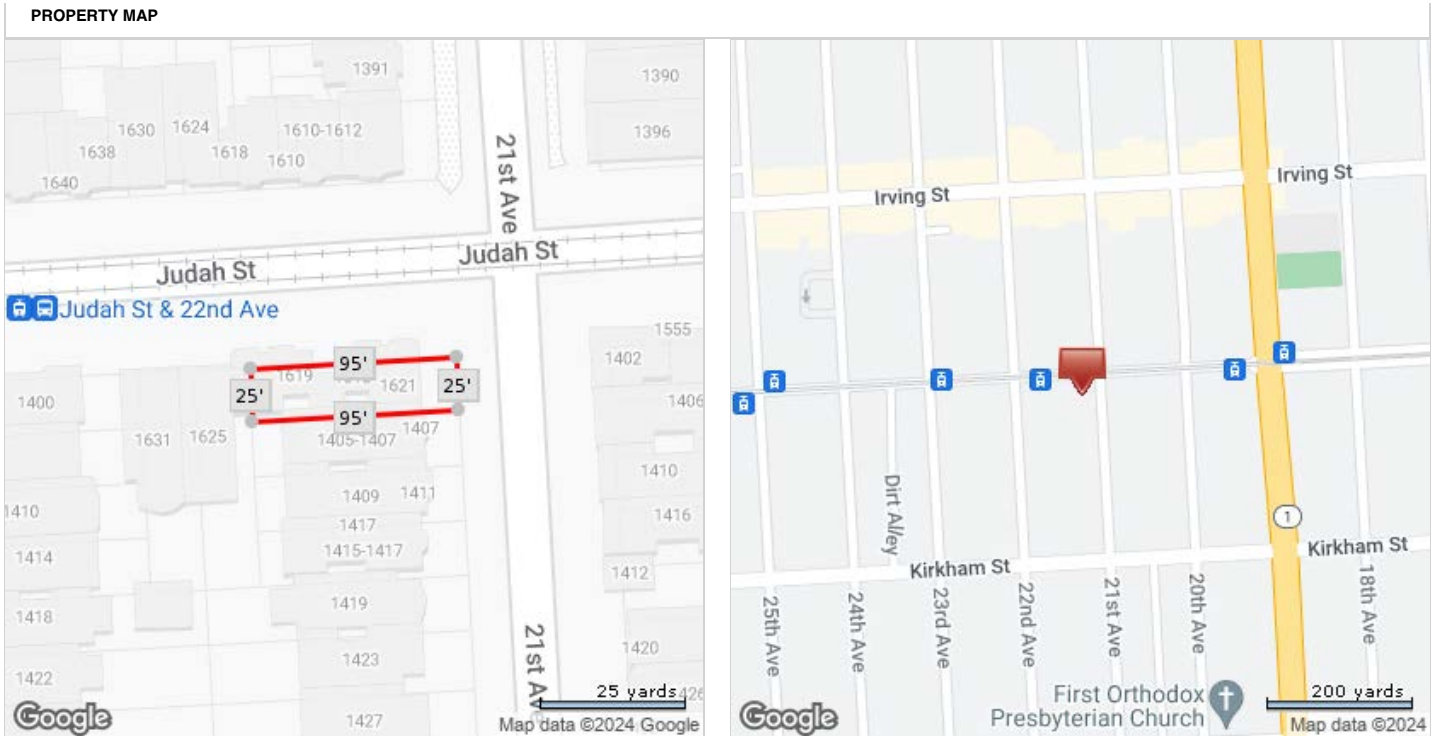 PROPERTY MAP
1391
1390
1630
1624
1610-1612
1396
1638
1618
1610
1640
21st Ave
Judah St
Judah St
Judah St & 22nd Ave
1555
1402
95'
1619
1621
25'
25'
1400
1406
95'
1407
1405-1407
1631
1625
1410
1409
1411
1410
1417
1416
1415-1417
1414
1412
1419
1418
1420
1423
21st Av
1422
25 yards
1427
Google
Map data ©2024 Google
Irving St
Irving St
Dirt Alley
1
Kirkham St
Kirkham St
25th Ave
24th Ave
23rd Ave
22nd Ave
21st Ave
20th Ave
18th Ave
First Orthodox
Presbyterian Church
200 yards
Google
Map data ©2024